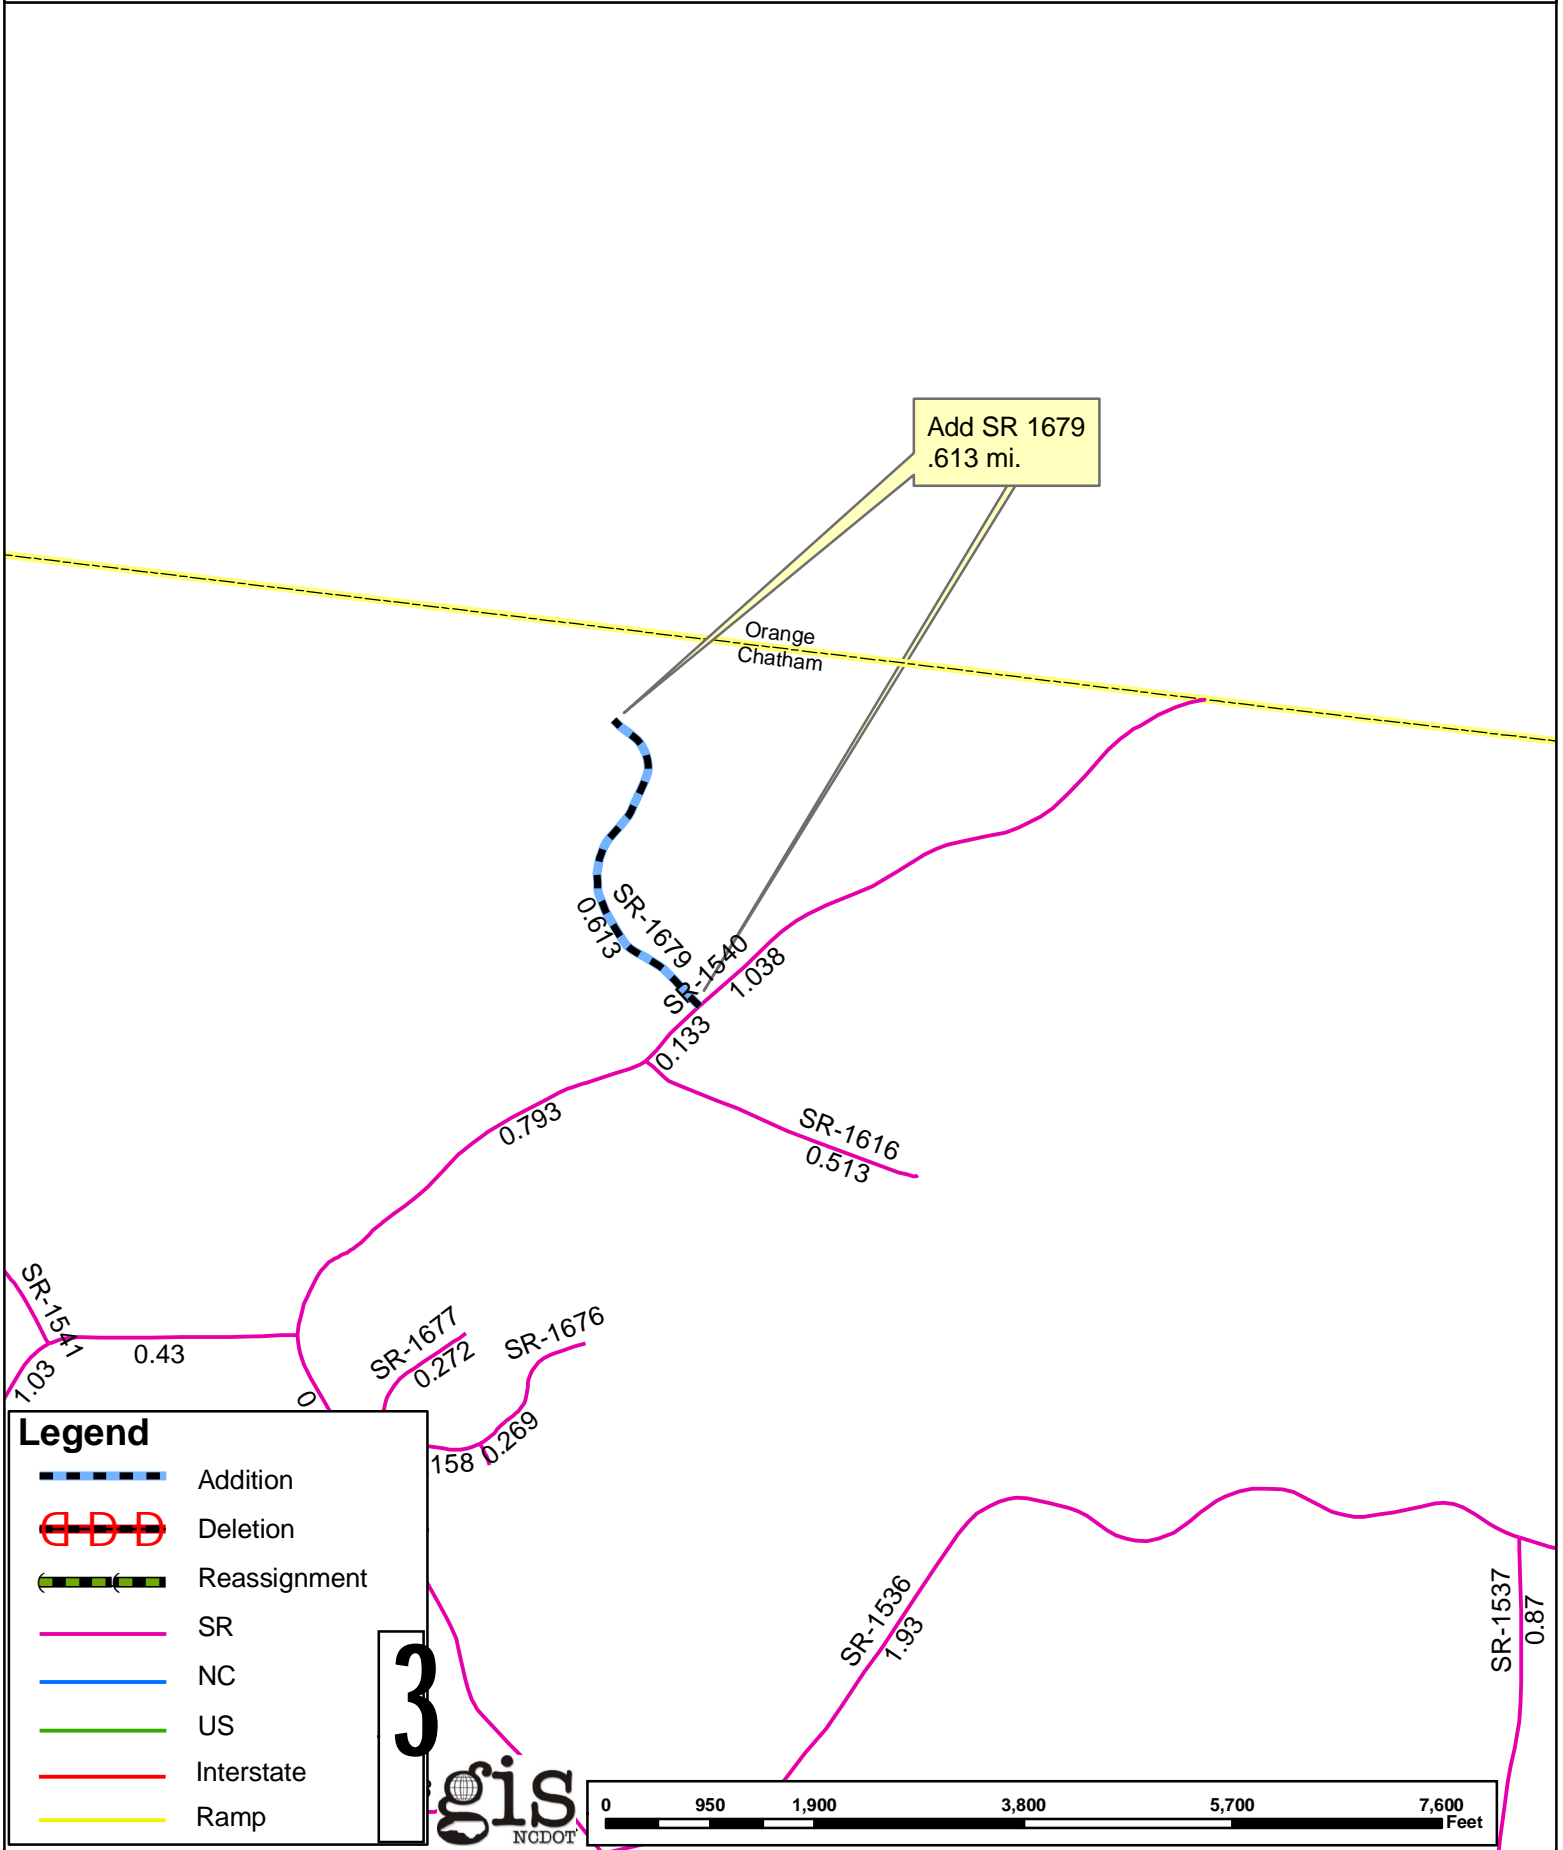 Add SR 1679
.613 mi.
Orange
Chatham
SR-1679
0.613
SR-1540
1.038
0.133
0.793
SR-1616
0.513
SR-1541
0.43
1.03
0
SR-1677
0.272
SR-1676
0.269
158
Legend
Addition
Deletion
Reassignment
SR
NC
US
Interstate
Ramp
3
SR-1536
1.93
SR-1537
0.87
gis
NCDOT
0 950 1,900 3,800 5,700 7,600
Feet